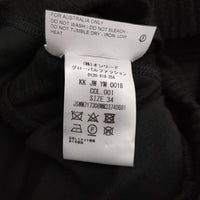 FOR AUSTRALIA ONLY
DO NOT WASH - DO NOT BLEACH -
DO NOT TUMBLE DRY - IRON, LOW
HEAT
(株)オンワード
グローバルファッション
KK JW YM 0018
COL.001
SIZE.34